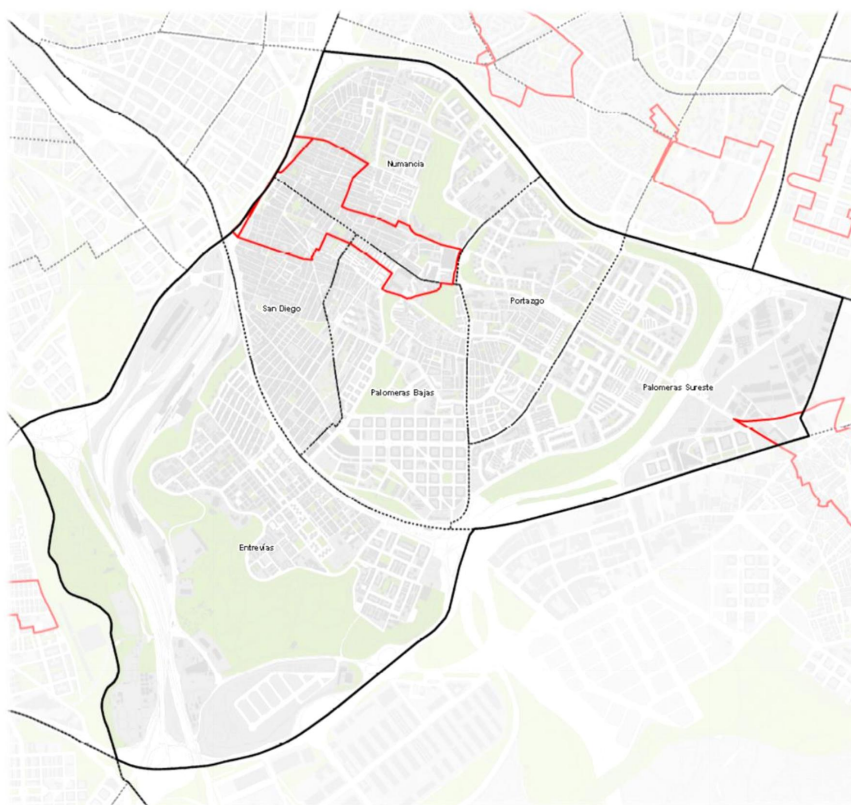 Numancia
San Diego
Portazgo
Palomeras Bajas
Palomeras Sureste
Entrevías